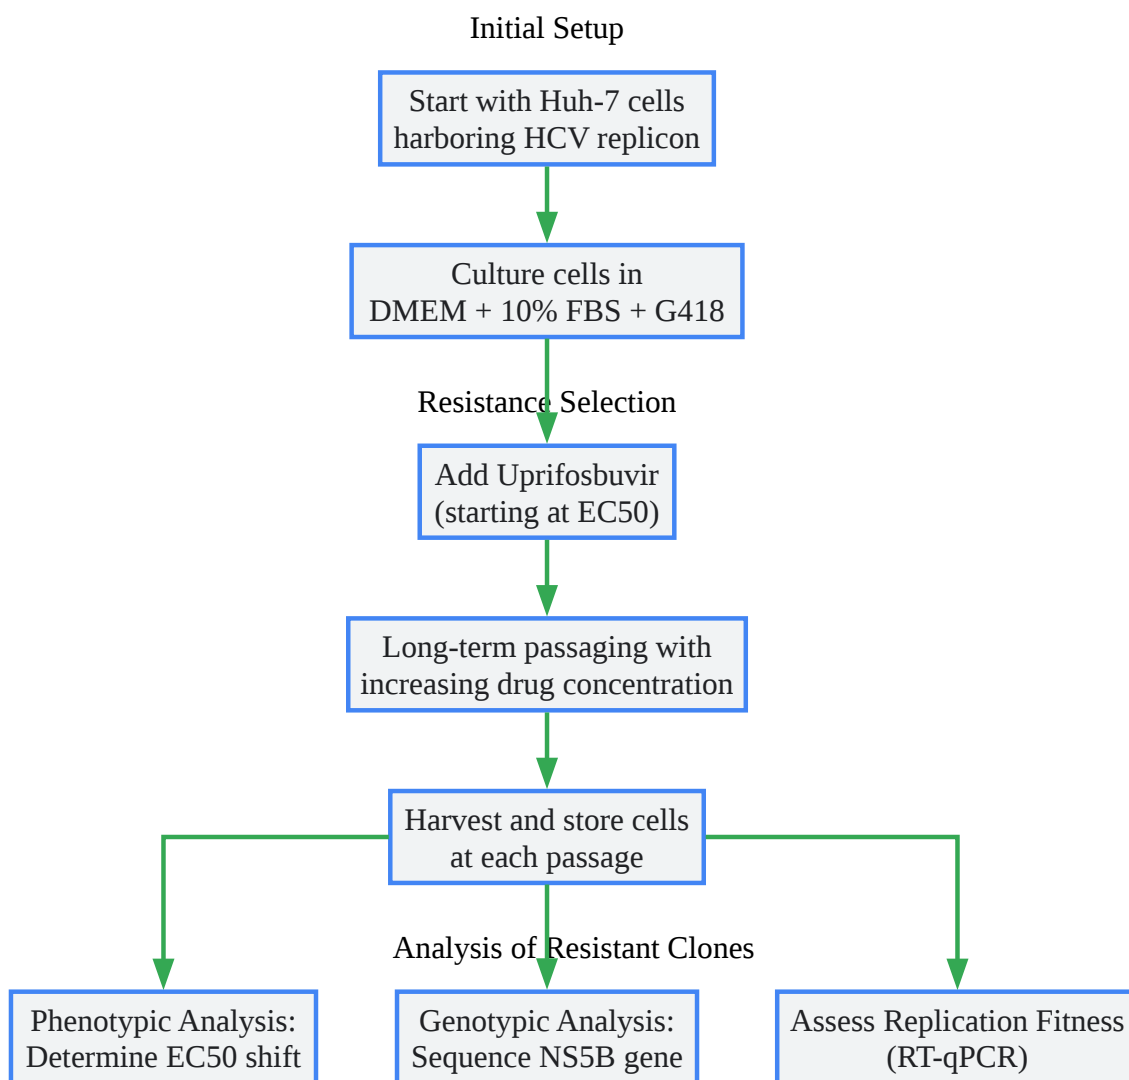 Initial Setup
Start with Huh-7 cells
harboring HCV replicon
Culture cells in
DMEM + 10% FBS + G418
Resistance Selection
Add Uprifosbuvir
(starting at EC50)
Long-term passaging with
increasing drug concentration
Harvest and store cells
at each passage
Analysis of Resistant Clones
Phenotypic Analysis:
Determine EC50 shift
Genotypic Analysis:
Sequence NS5B gene
Assess Replication Fitness
(RT-qPCR)